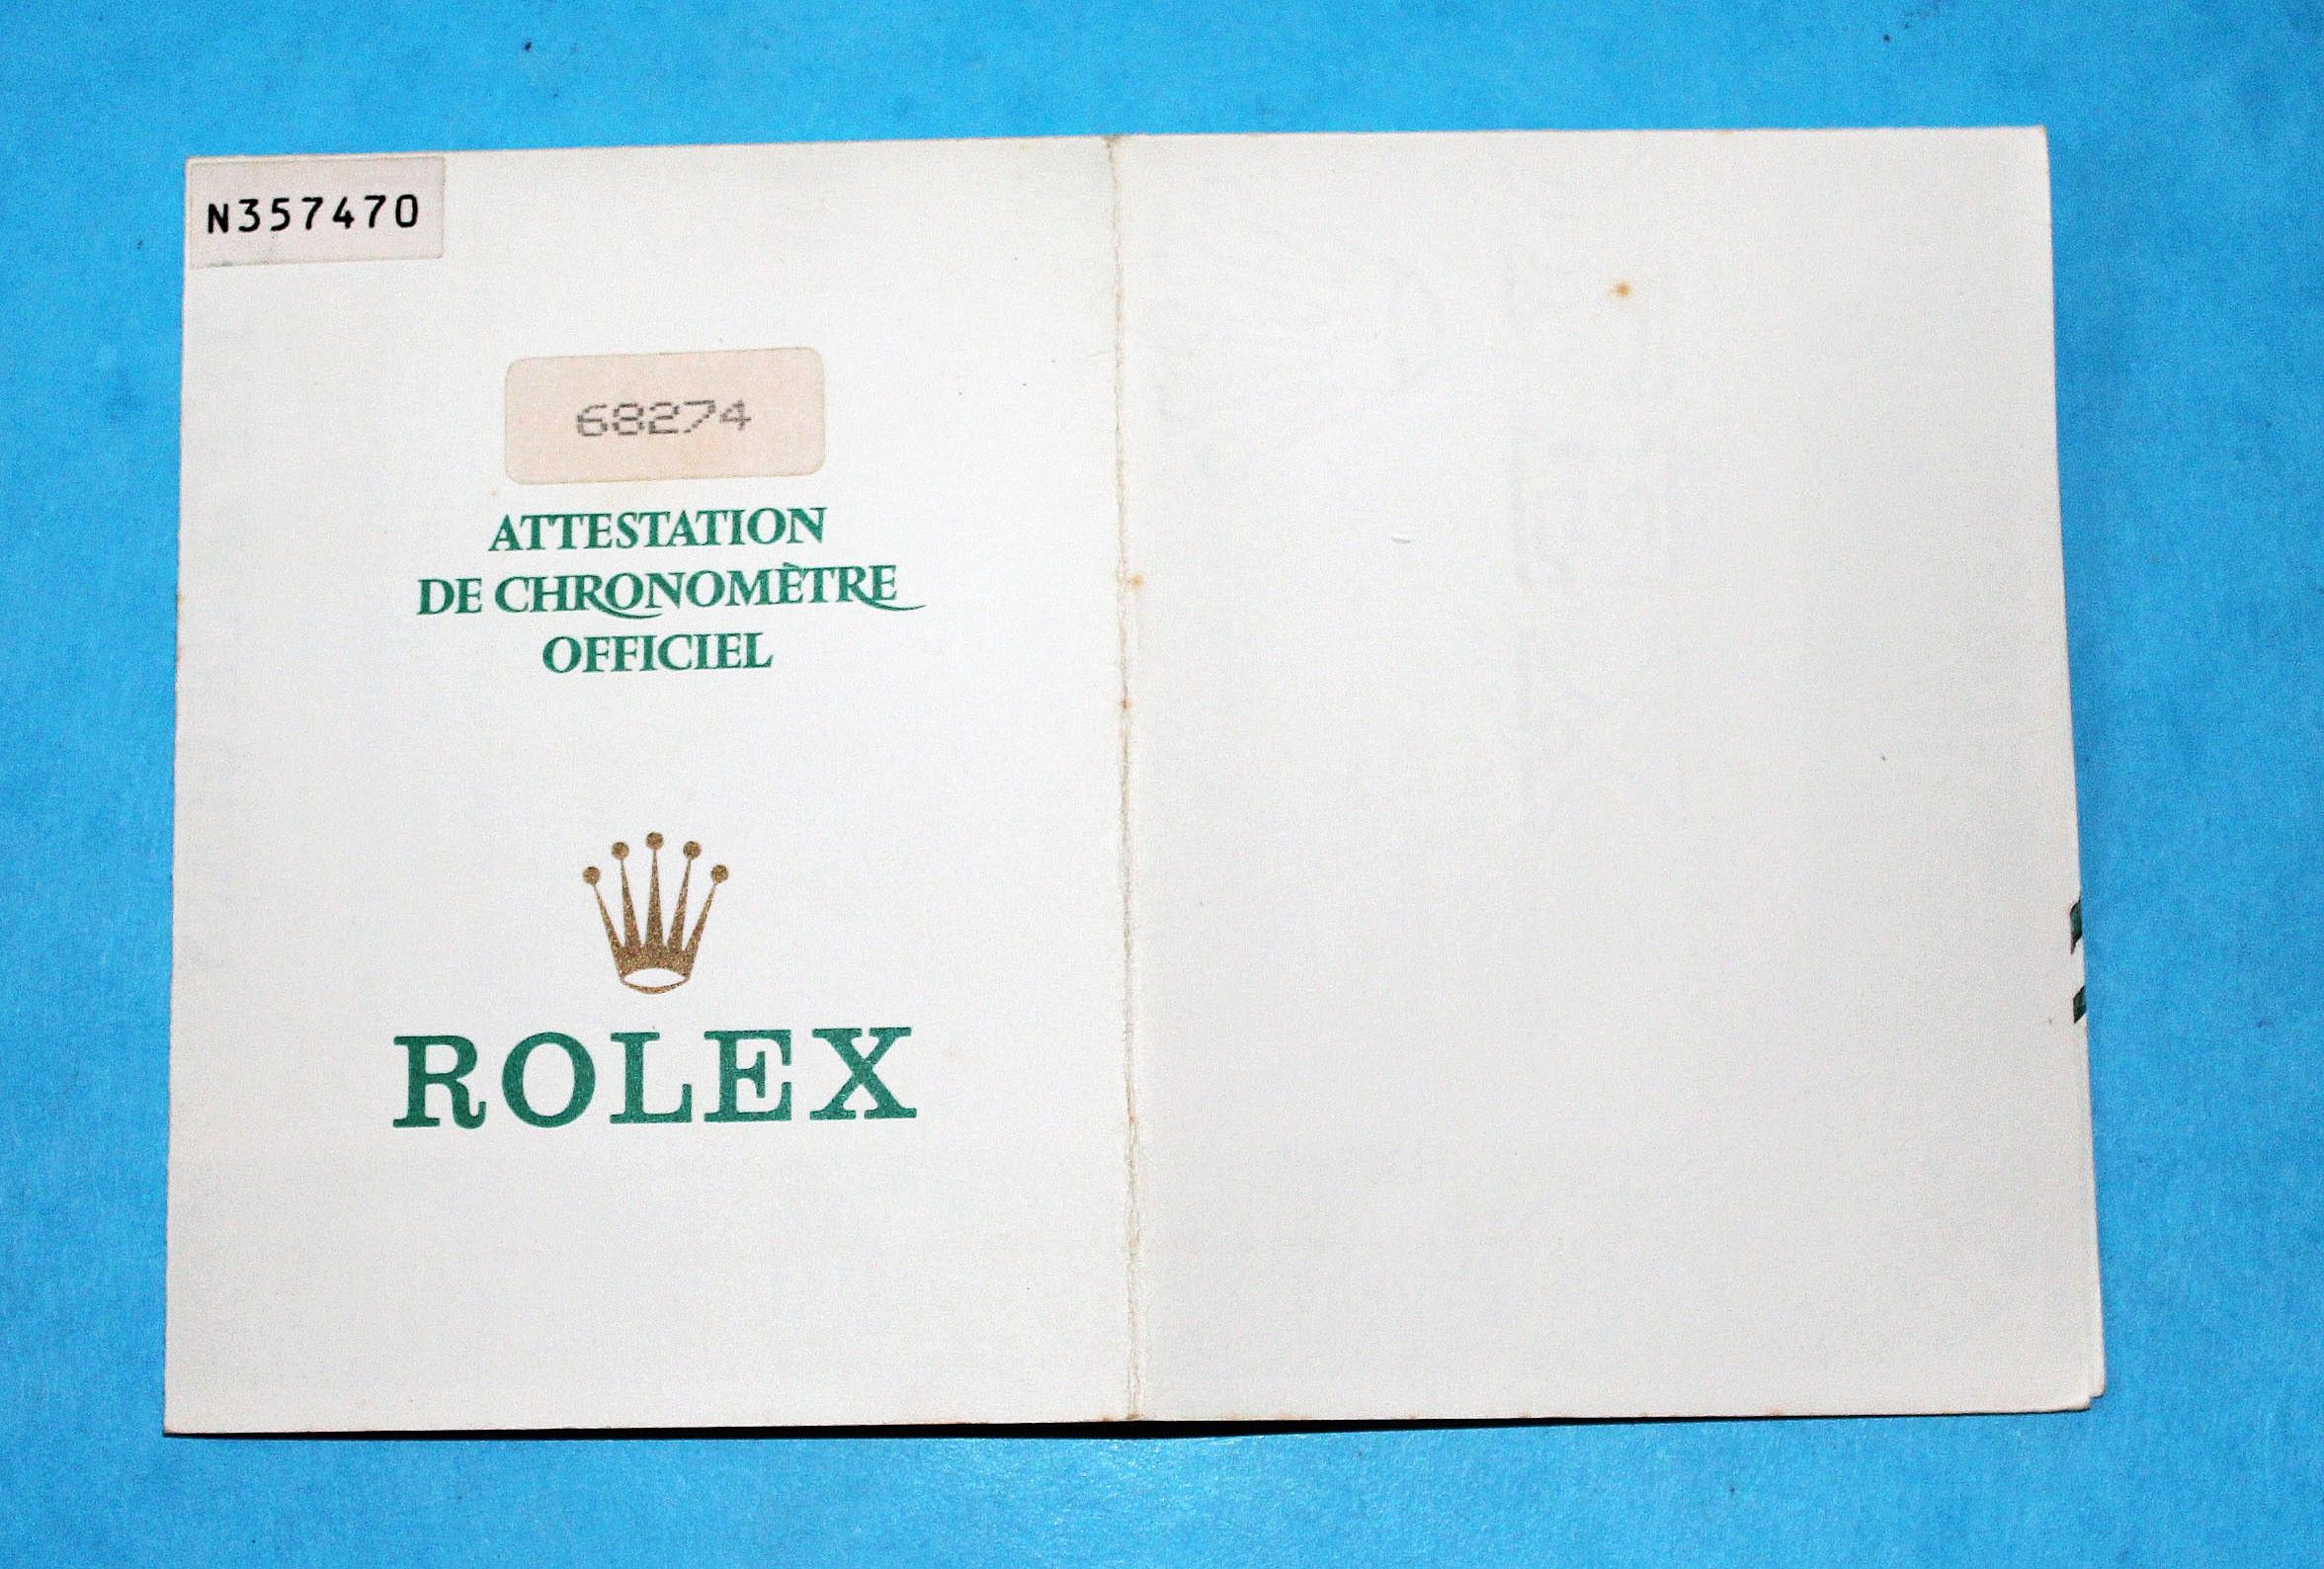 N357470
68274
ATTESTATION
DE CHRONOMÈTRE
OFFICIEL
ROLEX